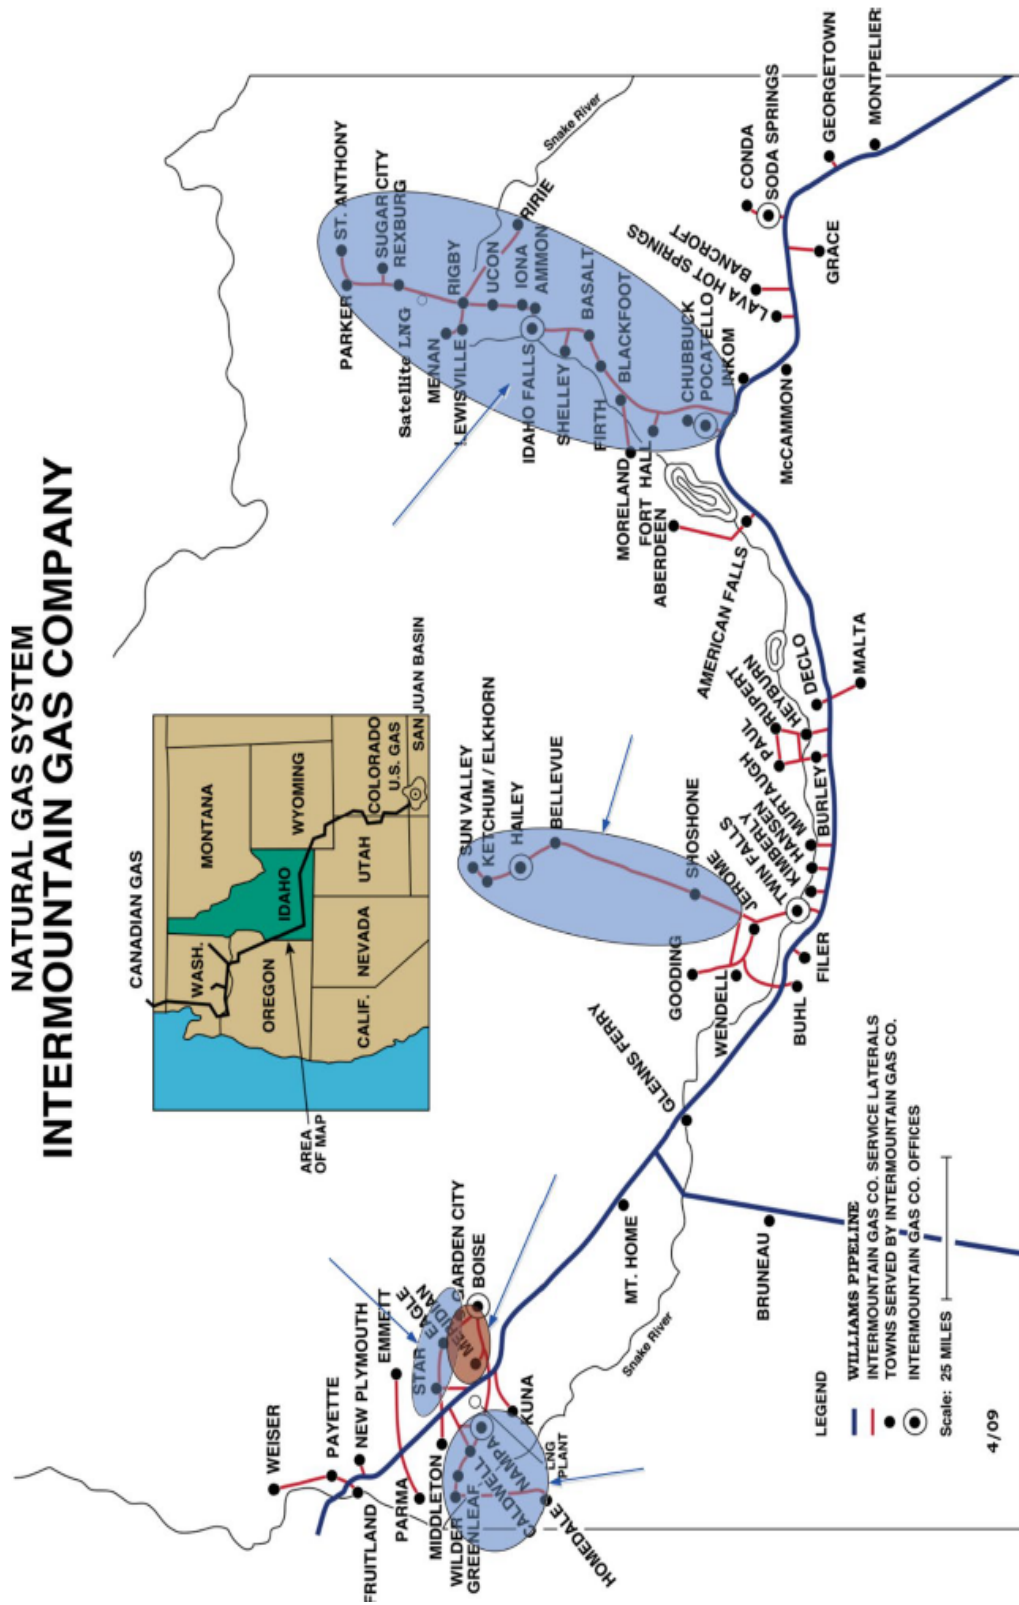 NATURAL GAS SYSTEM
INTERMOUNTAIN GAS COMPANY
CANADIAN GAS
WASH.
MONTANA
OREGON
IDAHO
WYOMING
CALIF.
NEVADA
UTAH
COLORADO
U.S. GAS
SAN JUAN BASIN
AREA
OF MAP
WEISER
PAYETTE
NEW PLYMOUTH
FRUITLAND
EMMETT
PARMA
MIDDLETON
WILDER
GREENLEAF
CALDWELL
NAMPA
HOMEDALE
LNG
PLANT
KUNA
STAR
EAGLE
MERIDIAN
GARDEN CITY
BOISE
MT. HOME
BRUNEAU
Snake River
GLENNS FERRY
SUN VALLEY
KETCHUM / ELKHORN
HAILEY
BELLEVUE
SHOSHONE
GOODING
WENDELL
JEROME
BUHL
FILER
TWIN FALLS
KIMBERLY
HANSEN
MURTAUGH
BURLEY
PAUL
RUPERT
HEYBURN
DECLO
MALTA
AMERICAN FALLS
ABERDEEN
FORT HALL
MORELAND
PARKER
ST. ANTHONY
SUGAR CITY
REXBURG
Satellite LNG
MENAN
LEWISVILLE
RIGBY
UCON
RIRIE
IONA
AMMON
IDAHO FALLS
SHELLEY
BASALT
FIRTH
BLACKFOOT
CHUBBUCK
POCATELLO
INKOM
McCAMMON
Snake River
LAVA HOT SPRINGS
BANCROFT
GRACE
CONDA
SODA SPRINGS
GEORGETOWN
MONTPELIER
LEGEND
WILLIAMS PIPELINE
INTERMOUNTAIN GAS CO. SERVICE LATERALS
TOWNS SERVED BY INTERMOUNTAIN GAS CO.
INTERMOUNTAIN GAS CO. OFFICES
Scale: 25 MILES
4/09